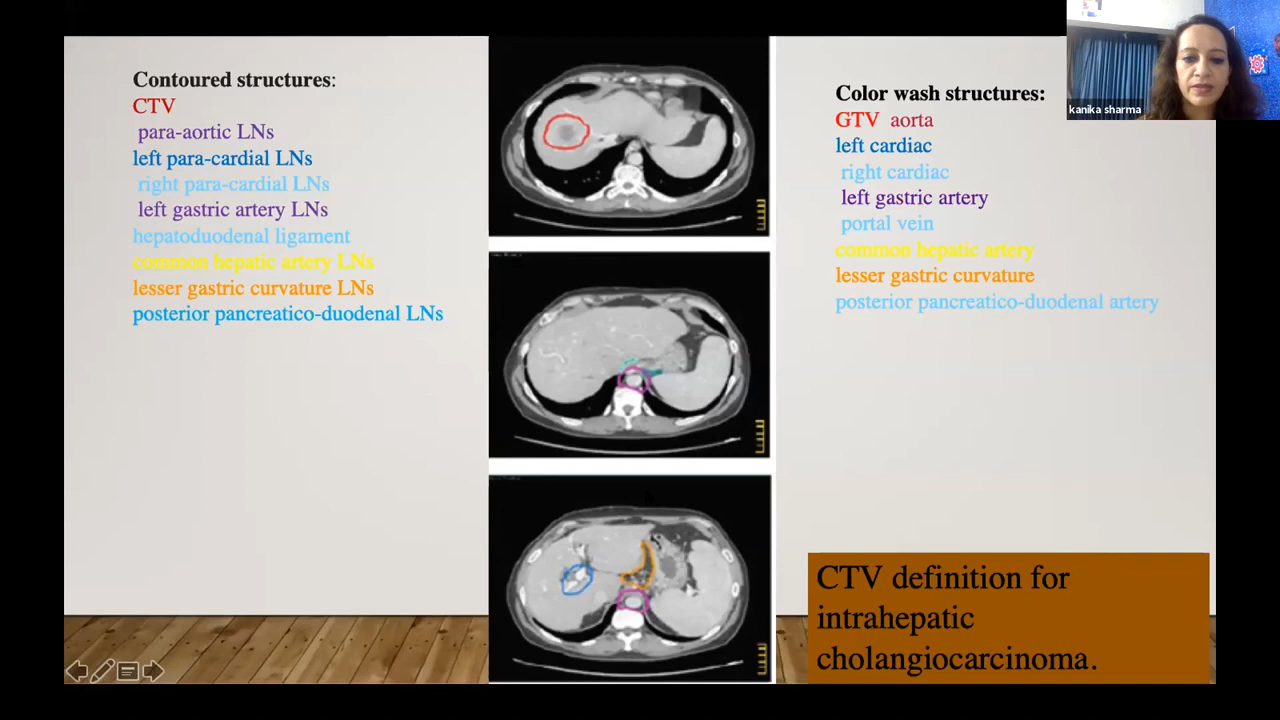 Contoured structures:
CTV
para-aortic LNs
left para-cardial LNs
right para-cardial LNs
left gastric artery LNs
hepatoduodenal ligament
common hepatic artery LNs
lesser gastric curvature LNs
posterior pancreatico-duodenal LNs
Color wash structures:
GTV aorta
left cardiac
right cardiac
left gastric artery
portal vein
common hepatic artery
lesser gastric curvature
posterior pancreatico-duodenal artery
kanika sharma
CTV definition for
intrahepatic
cholangiocarcinoma.